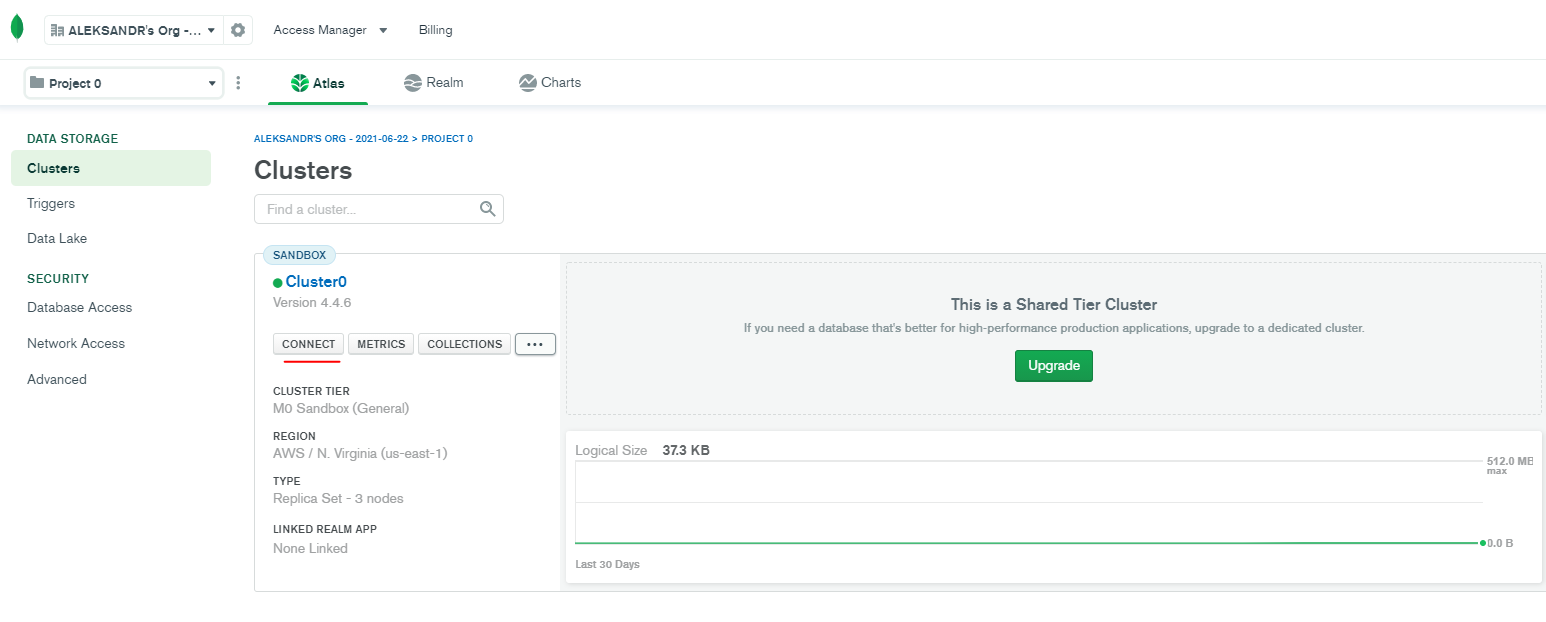 ALEKSANDR's Org -... Access Manager Billing
Project 0 Atlas Realm Charts
DATA STORAGE
Clusters
Triggers
Data Lake
SECURITY
Database Access
Network Access
Advanced
ALEKSANDR'S ORG - 2021-06-22 > PROJECT 0
Clusters
Find a cluster...
SANDBOX
Cluster0
Version 4.4.6
CONNECT METRICS COLLECTIONS ...
CLUSTER TIER
M0 Sandbox (General)
REGION
AWS / N. Virginia (us-east-1)
TYPE
Replica Set - 3 nodes
LINKED REALM APP
None Linked
This is a Shared Tier Cluster
If you need a database that's better for high-performance production applications, upgrade to a dedicated cluster.
Upgrade
Logical Size 37.3 KB
512.0 MB
max
0.0 B
Last 30 Days